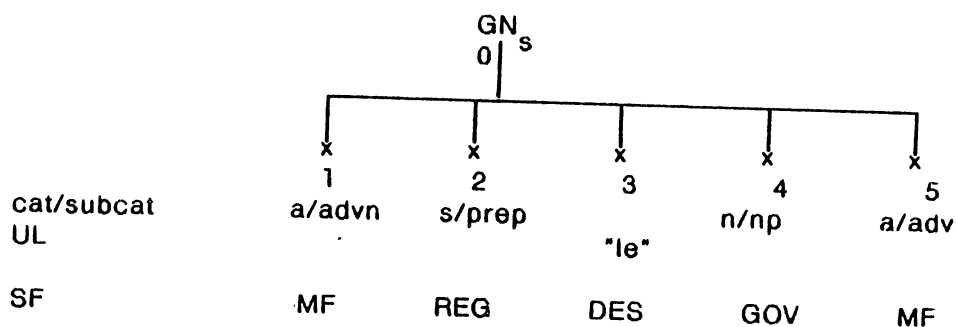 GNs
0
x x x x x
1 2 3 4 5
cat/subcat a/advn s/prep n/np a/adv
UL "le"
SF MF REG DES GOV MF